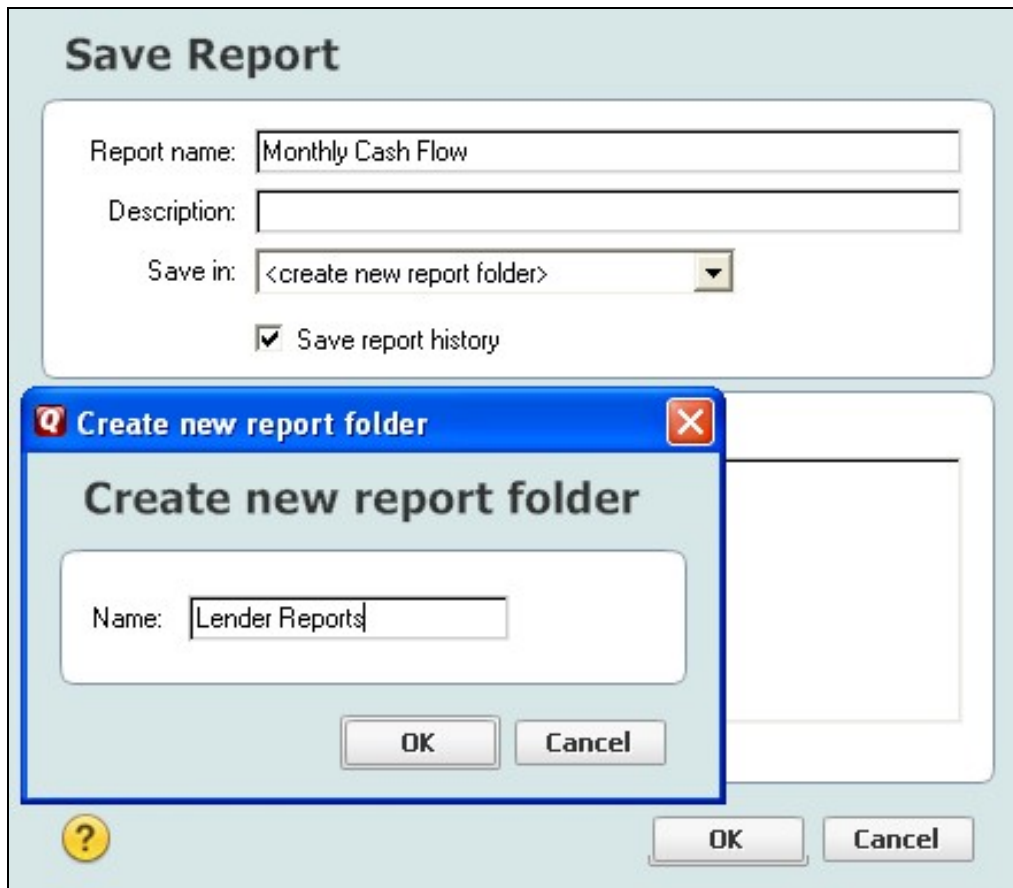 Save Report
Report name: Monthly Cash Flow
Description:
Save in: <create new report folder>
Save report history
Q Create new report folder
Create new report folder
Name: Lender Reports
OK Cancel
? OK Cancel